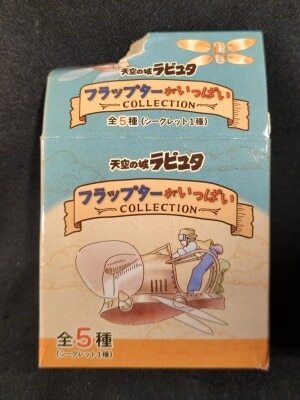 天空の城ラピュタ
フラップターがいっぱい
COLLECTION
全5種(シークレット1種)
天空の城ラピュタ
フラップターがいっぱい
COLLECTION
全5種
(シークレット1種)